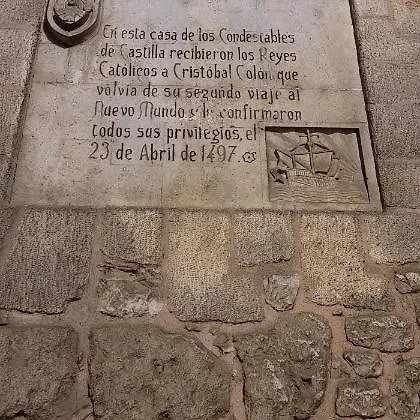 En esta casa de los Condestables
de Castilla recibieron los Reyes
Católicos a Cristóbal Colón que
volvía de su segundo viaje al
Nuevo Mundo y le confirmaron
todos sus privilegios, el
23 de Abril de 1497.